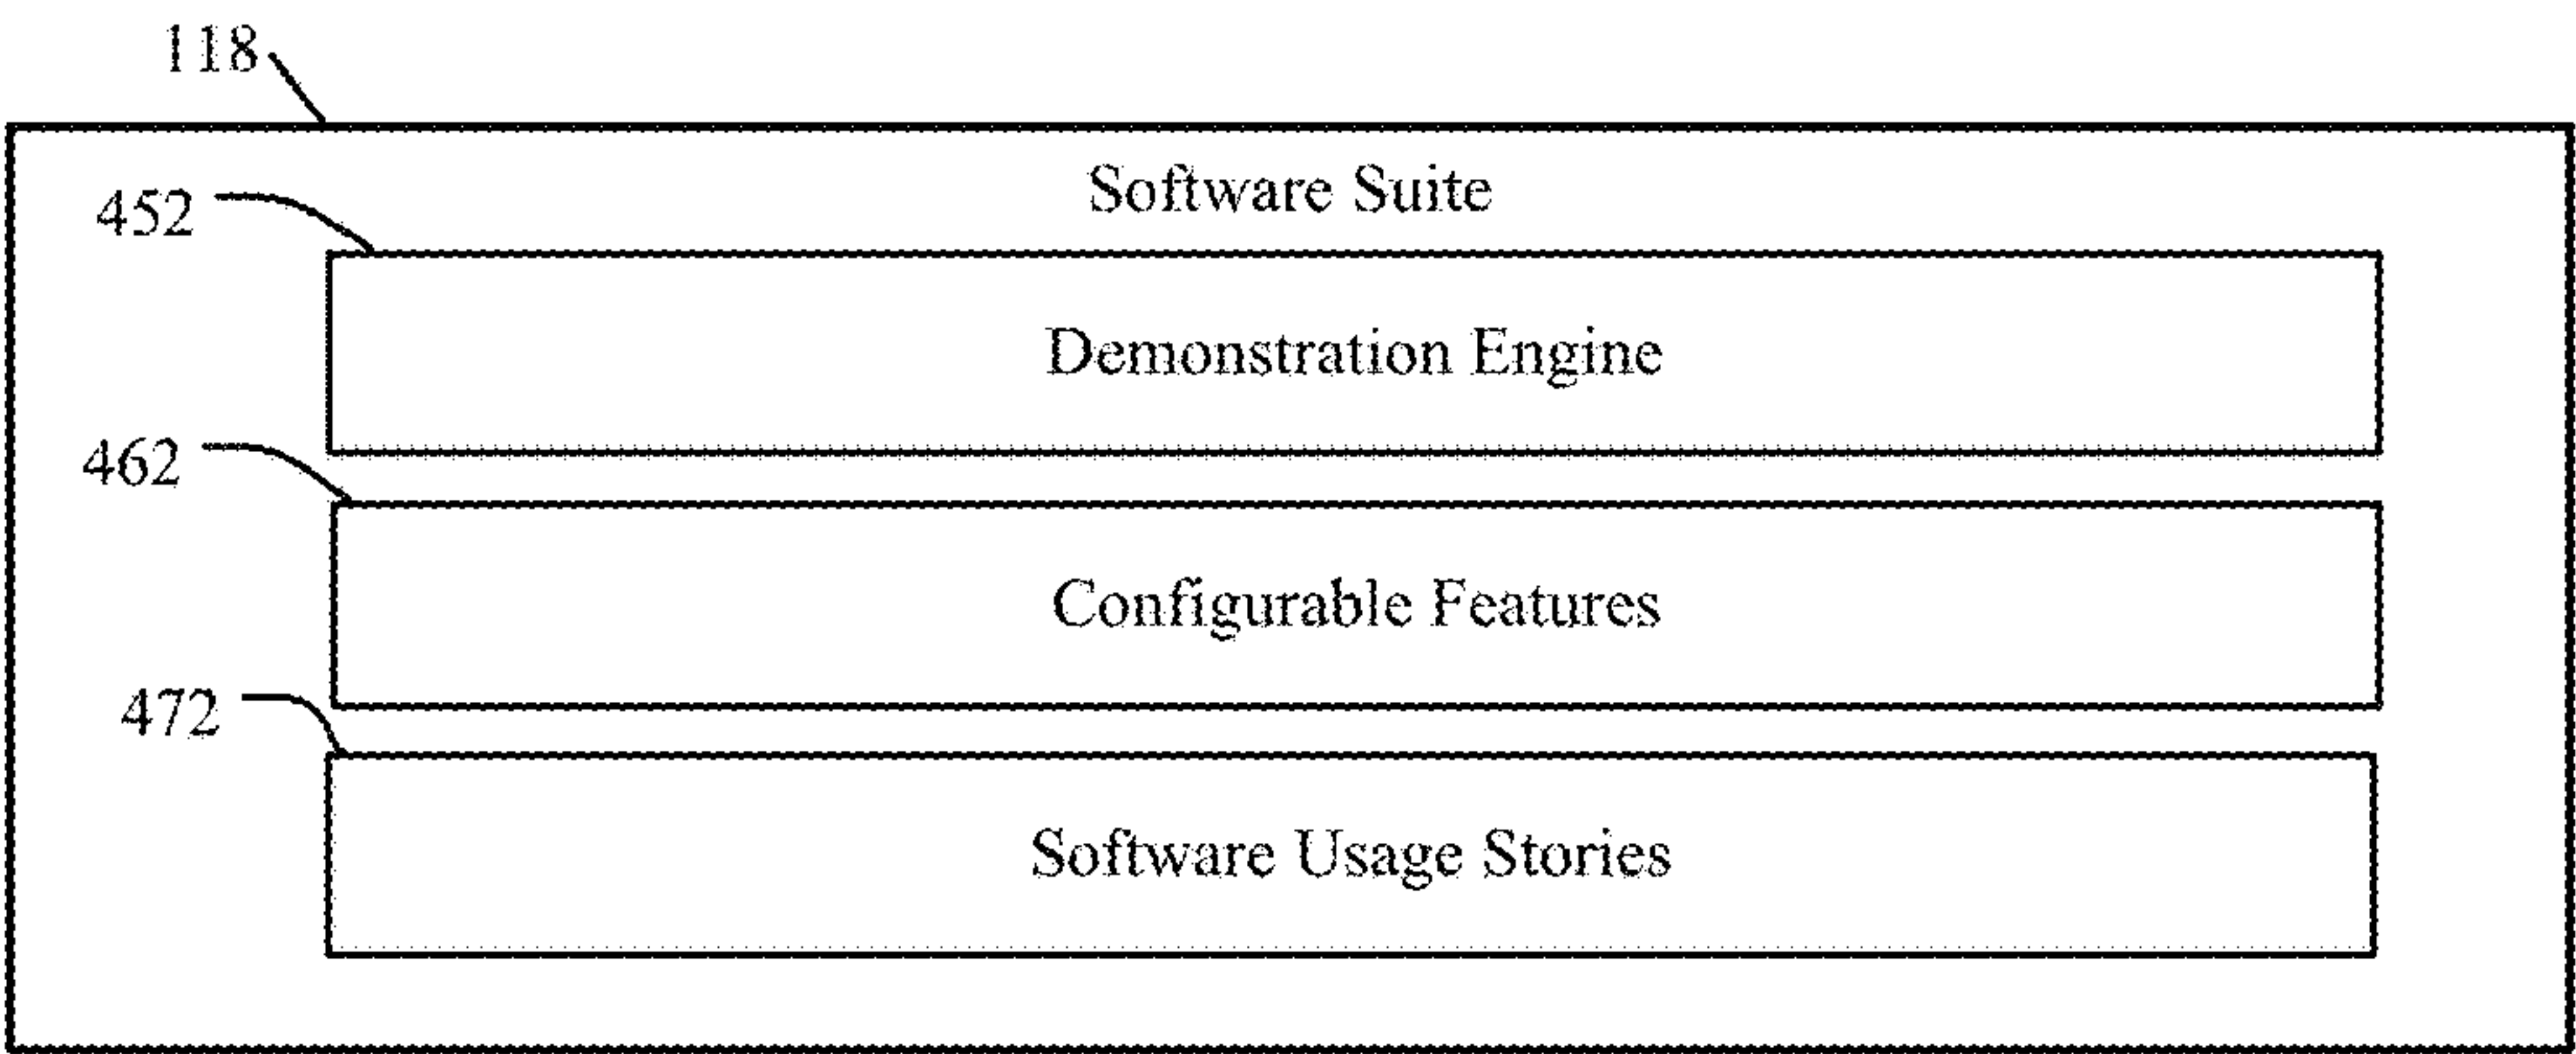 118
Software Suite
452
Demonstration Engine
462
Configurable Features
472
Software Usage Stories